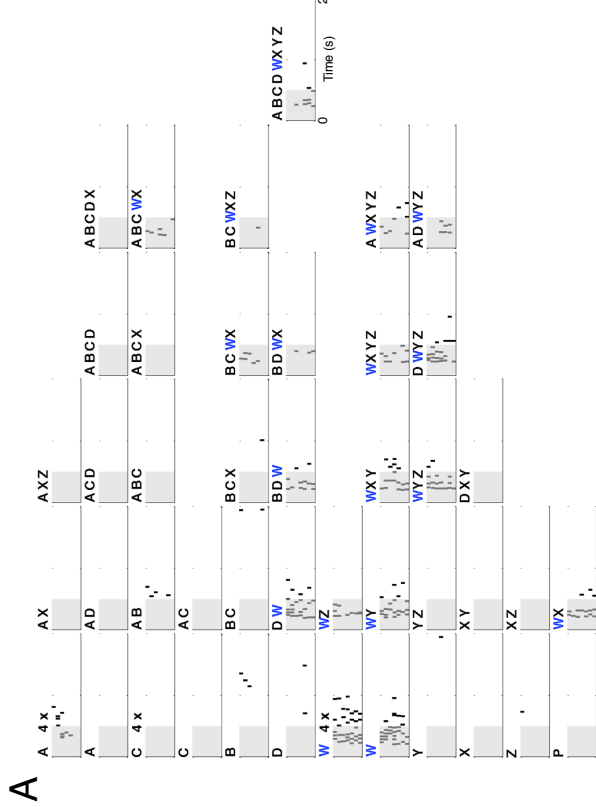 A
A 4 x
A X
A X Z
A
A D
A C D
A B C D
A B C D X
C 4 x
A B
A B C
A B C X
A B C W X
C
A C
B
B C
B C X
B C W X
B C W X Z
D
D W
B D W
B D W X
A B C D W X Y Z
0
2
Time (s)
W 4 x
W Z
W
W Y
W X Y
W X Y Z
A W X Y Z
Y
Y Z
W Y Z
D W Y Z
A D W Y Z
X
X Y
D X Y
Z
X Z
P
W X